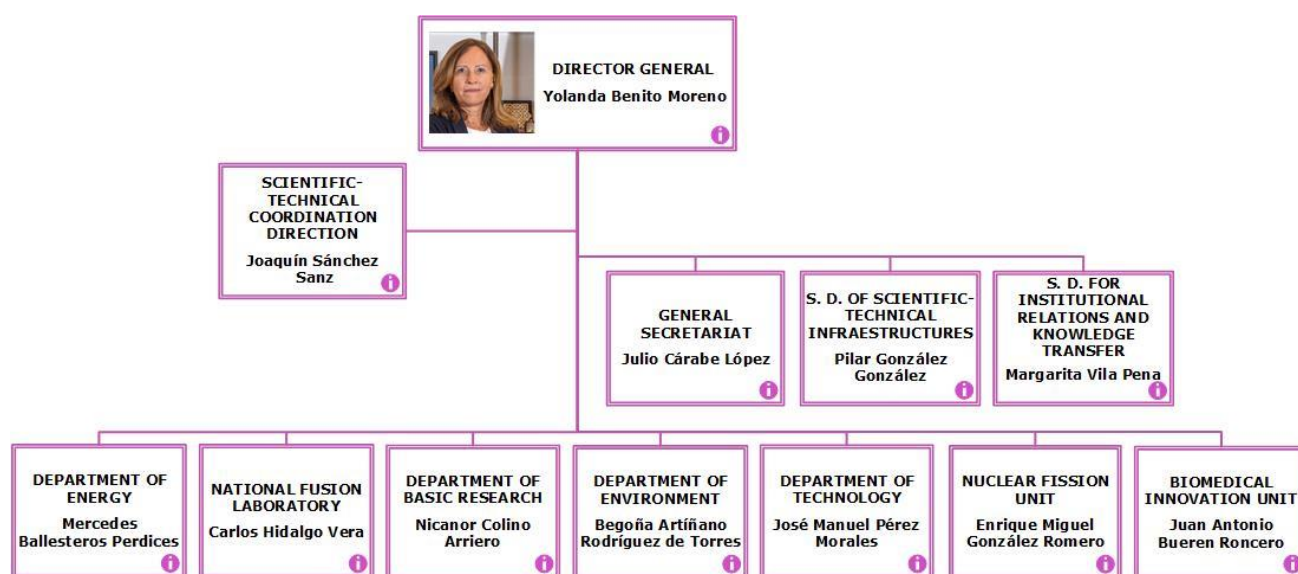 DIRECTOR GENERAL
Yolanda Benito Moreno
SCIENTIFIC-
TECHNICAL
COORDINATION
DIRECTION
Joaquín Sánchez
Sanz
GENERAL
SECRETARIAT
Julio Cárabe López
S. D. OF SCIENTIFIC-
TECHNICAL
INFRAESTRUCTURES
Pilar González
González
S. D. FOR
INSTITUTIONAL
RELATIONS AND
KNOWLEDGE
TRANSFER
Margarita Vila Pena
DEPARTMENT OF
ENERGY
Mercedes
Ballesteros Perdices
NATIONAL FUSION
LABORATORY
Carlos Hidalgo Vera
DEPARTMENT OF
BASIC RESEARCH
Nicanor Colino
Arriero
DEPARTMENT OF
ENVIRONMENT
Begoña Artíñano
Rodríguez de Torres
DEPARTMENT OF
TECHNOLOGY
José Manuel Pérez
Morales
NUCLEAR FISSION
UNIT
Enrique Miguel
González Romero
BIOMEDICAL
INNOVATION UNIT
Juan Antonio
Bueren Roncero